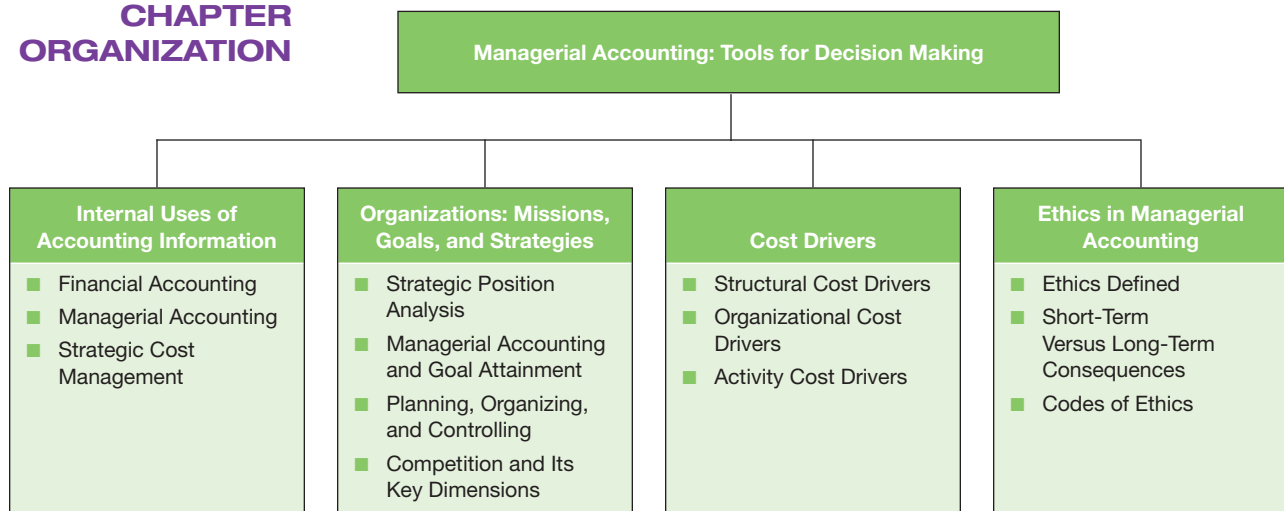 CHAPTER
ORGANIZATION
Managerial Accounting: Tools for Decision Making
Internal Uses of
Accounting Information
■ Financial Accounting
■ Managerial Accounting
■ Strategic Cost
Management
Organizations: Missions,
Goals, and Strategies
■ Strategic Position
Analysis
■ Managerial Accounting
and Goal Attainment
■ Planning, Organizing,
and Controlling
■ Competition and Its
Key Dimensions
Cost Drivers
■ Structural Cost Drivers
■ Organizational Cost
Drivers
■ Activity Cost Drivers
Ethics in Managerial
Accounting
■ Ethics Defined
■ Short-Term
Versus Long-Term
Consequences
■ Codes of Ethics